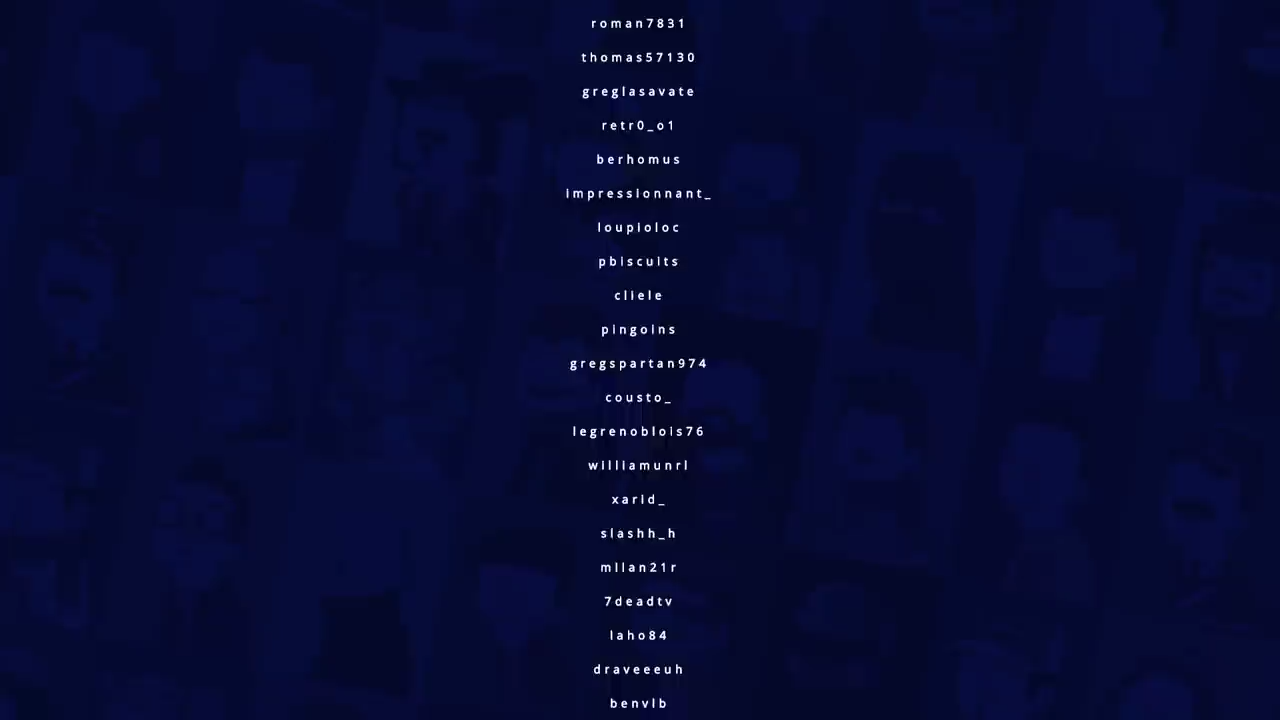 roman7831
thomas57130
greglasavate
retr0_o1
berhomus
impressionnant_
loupioloc
pbiscuits
cliele
pingoins
gregspartan974
cousto_
legrenoblois76
williamunrl
xarid_
slashh_h
milan21r
7deadtv
laho84
draveeeuh
benvlb